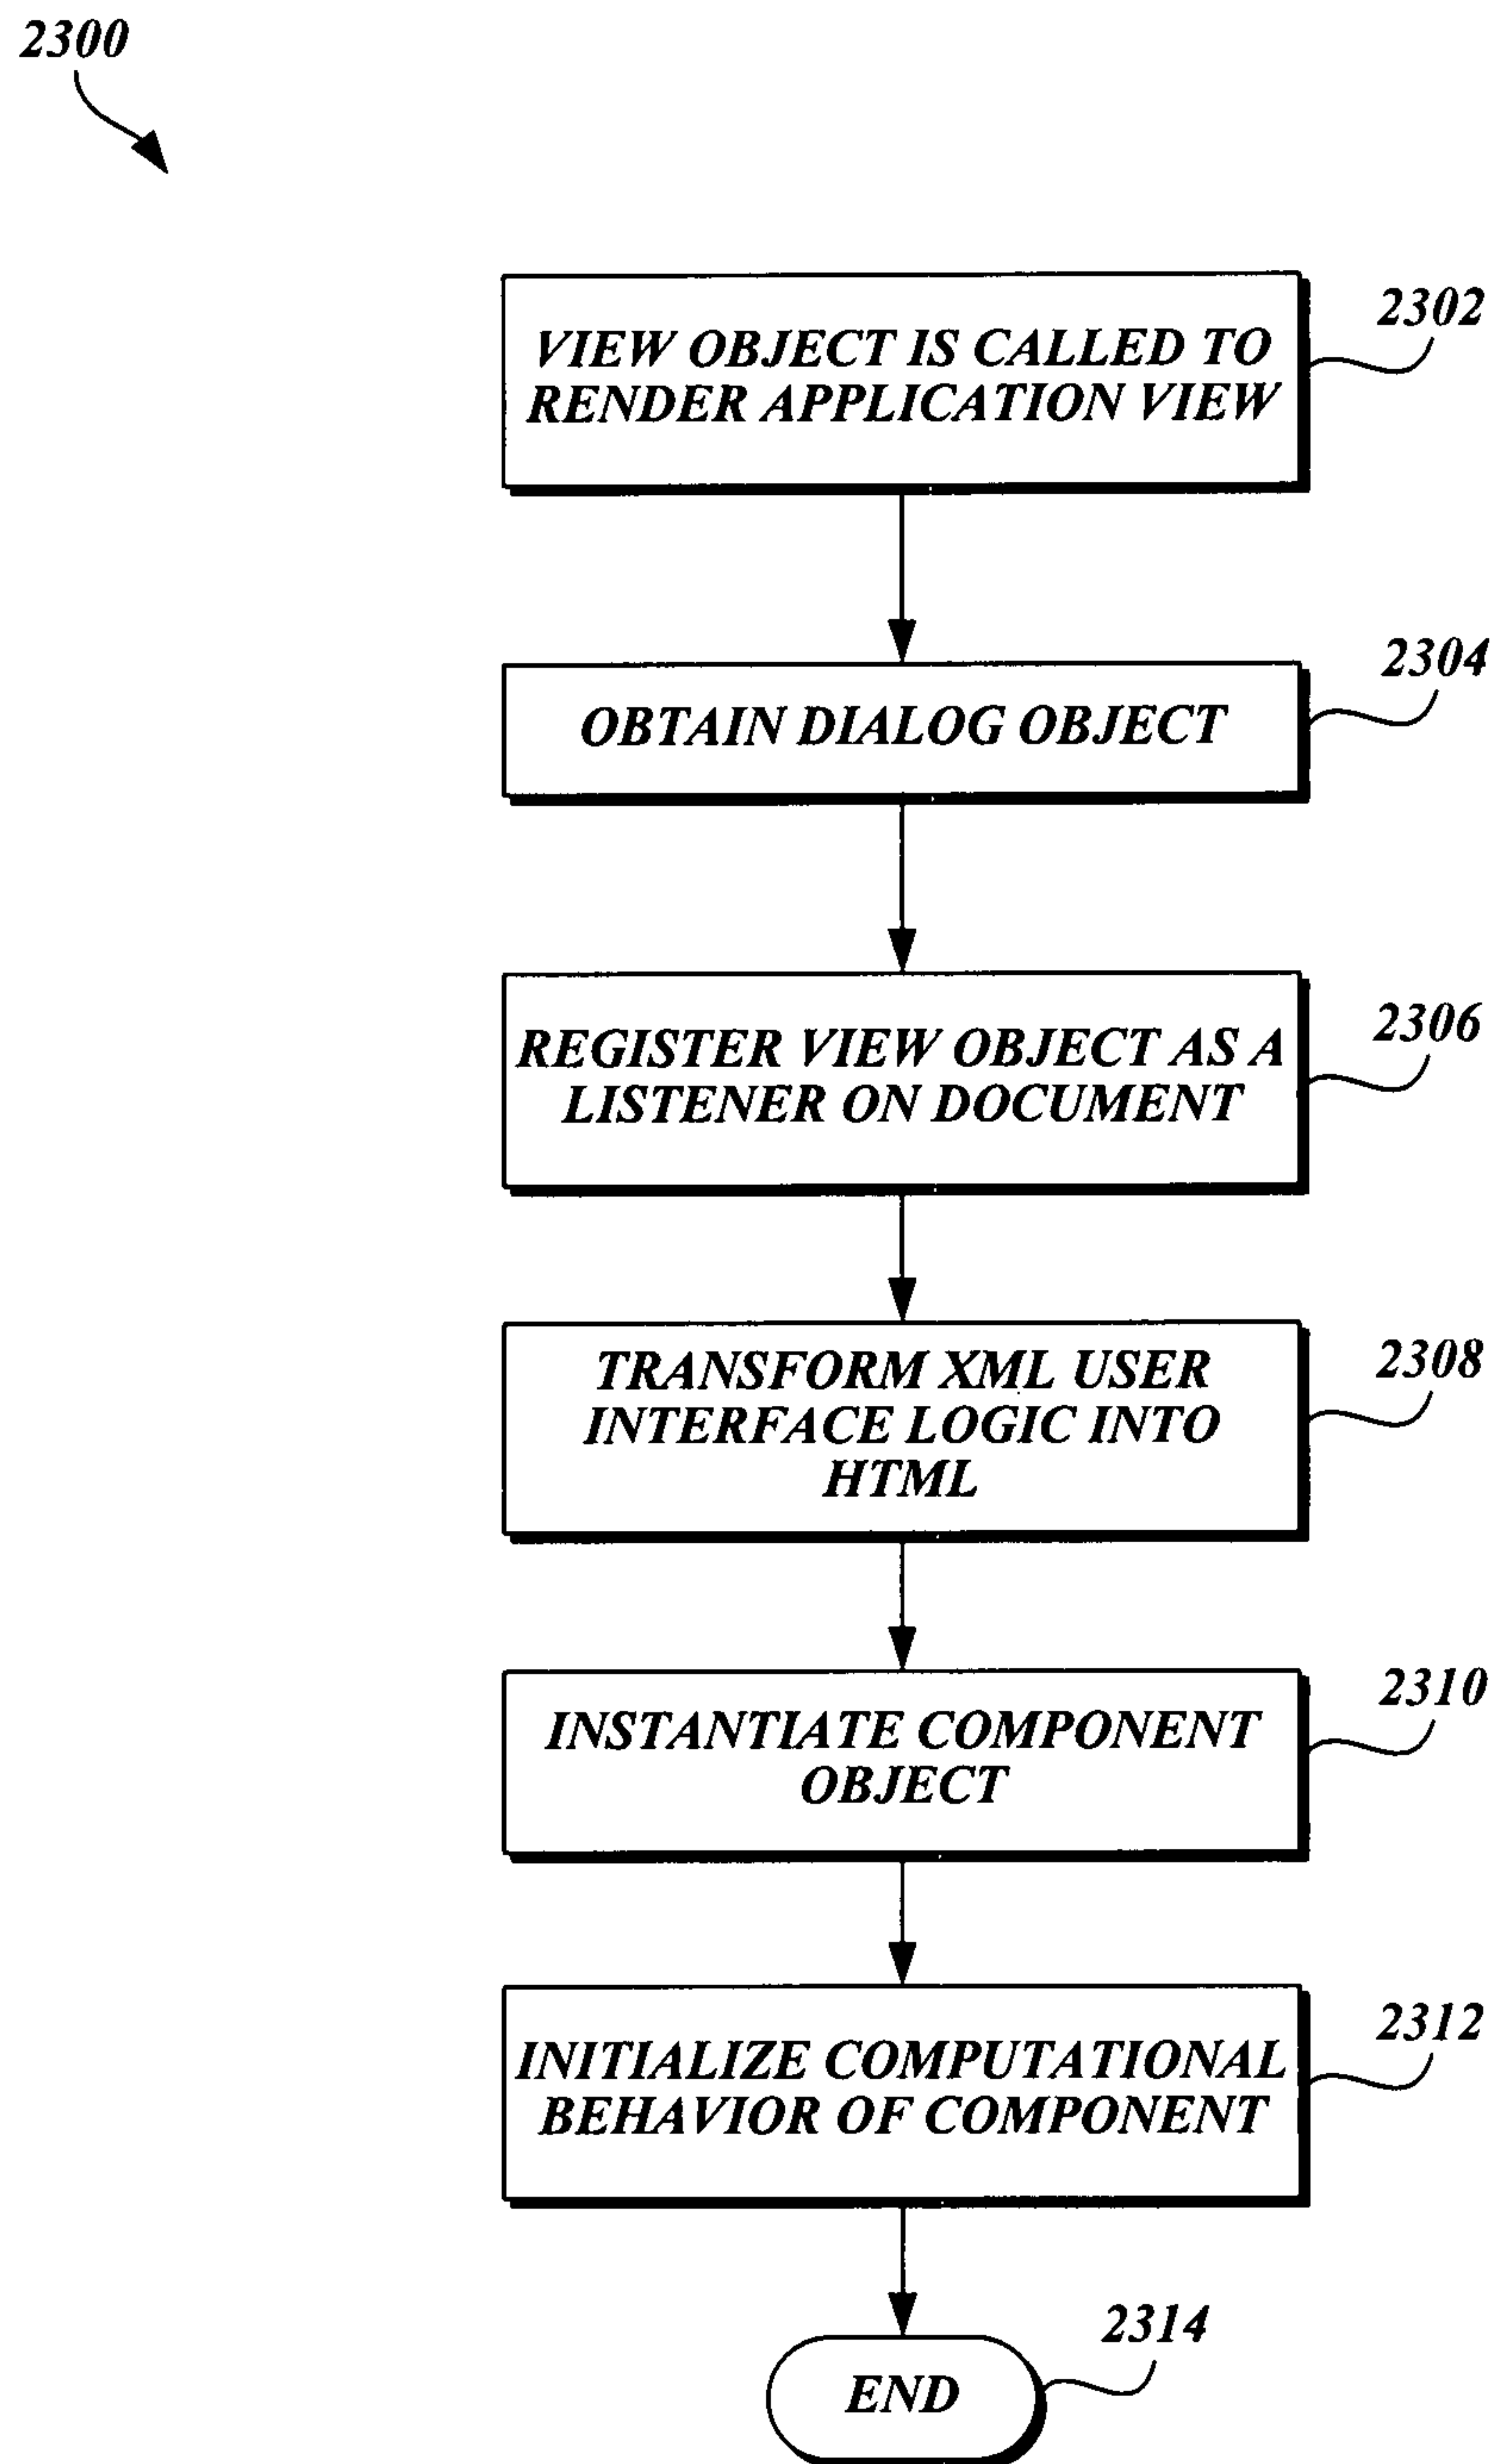 2300
2302
VIEW OBJECT IS CALLED TO
RENDER APPLICATION VIEW
2304
OBTAIN DIALOG OBJECT
2306
REGISTER VIEW OBJECT AS A
LISTENER ON DOCUMENT
2308
TRANSFORM XML USER
INTERFACE LOGIC INTO
HTML
2310
INSTANTIATE COMPONENT
OBJECT
2312
INITIALIZE COMPUTATIONAL
BEHAVIOR OF COMPONENT
2314
END